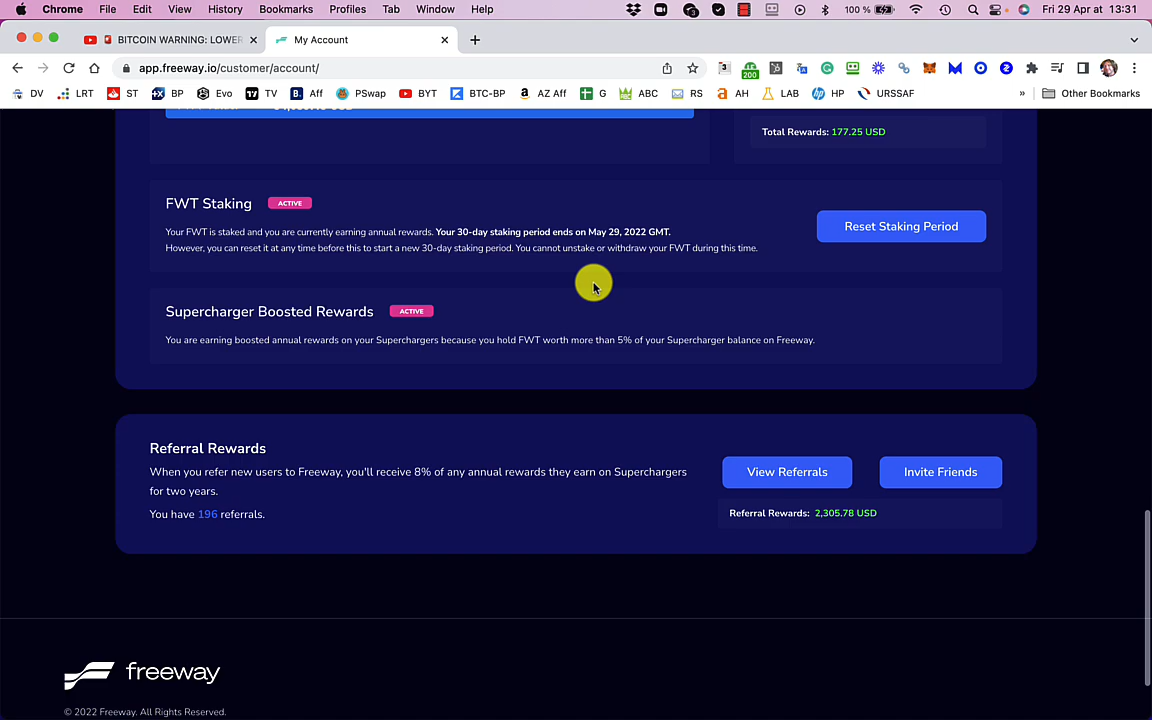 Chrome File Edit View History Bookmarks Profiles Tab Window Help 100 % Fri 29 Apr at 13:31
BITCOIN WARNING: LOWER My Account
app.freeway.io/customer/account/
DV LRT ST BP Evo TV Aff PSwap BYT BTC-BP AZ Aff G ABC RS AH LAB HP URSSAF » Other Bookmarks
Total Rewards: 177.25 USD
FWT Staking ACTIVE
Your FWT is staked and you are currently earning annual rewards. Your 30-day staking period ends on May 29, 2022 GMT.
Reset Staking Period
However, you can reset it at any time before this to start a new 30-day staking period. You cannot unstake or withdraw your FWT during this time.
Supercharger Boosted Rewards ACTIVE
You are earning boosted annual rewards on your Superchargers because you hold FWT worth more than 5% of your Supercharger balance on Freeway.
Referral Rewards
When you refer new users to Freeway, you'll receive 8% of any annual rewards they earn on Superchargers
for two years.
View Referrals Invite Friends
You have 196 referrals.
Referral Rewards: 2,305.78 USD
freeway
© 2022 Freeway. All Rights Reserved.